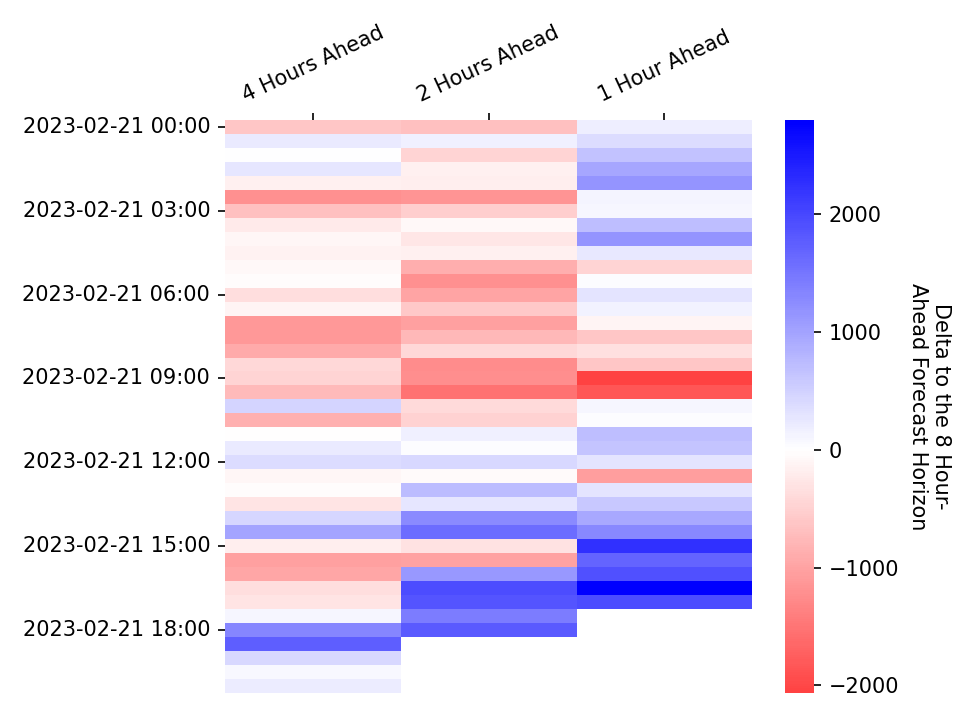 4 Hours Ahead
2 Hours Ahead
1 Hour Ahead
2023-02-21 00:00
2023-02-21 03:00
2023-02-21 06:00
2023-02-21 09:00
2023-02-21 12:00
2023-02-21 15:00
2023-02-21 18:00
2000
1000
0
−1000
−2000
Delta to the 8 Hour-
Ahead Forecast Horizon